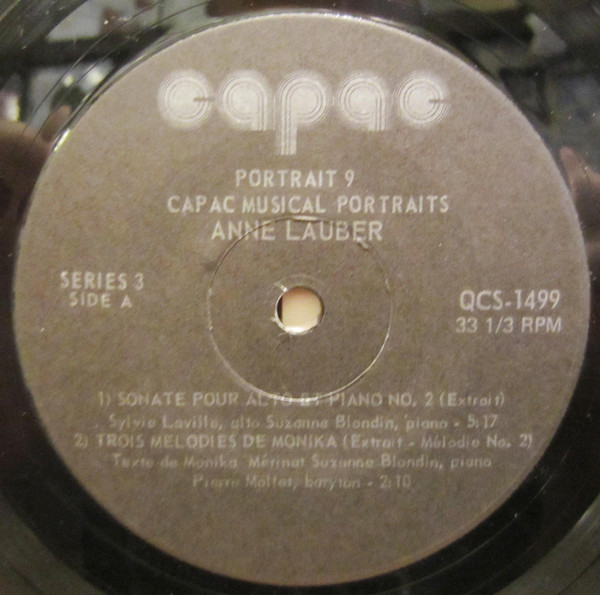 capac
PORTRAIT 9
CAPAC MUSICAL PORTRAITS
ANNE LAUBER
SERIES 3
SIDE A
QCS-1499
33 1/3 RPM
1) SONATE POUR ALTO ET PIANO NO. 2 (Extrait)
Sylvie Laville, alto Suzanne Blondin, piano - 5:17
2) TROIS MELODIES DE MONIKA (Extrait - Mélodie No. 2)
Texte de Monika Mérinat Suzanne Blondin, piano
Pierre baryton - 2:10